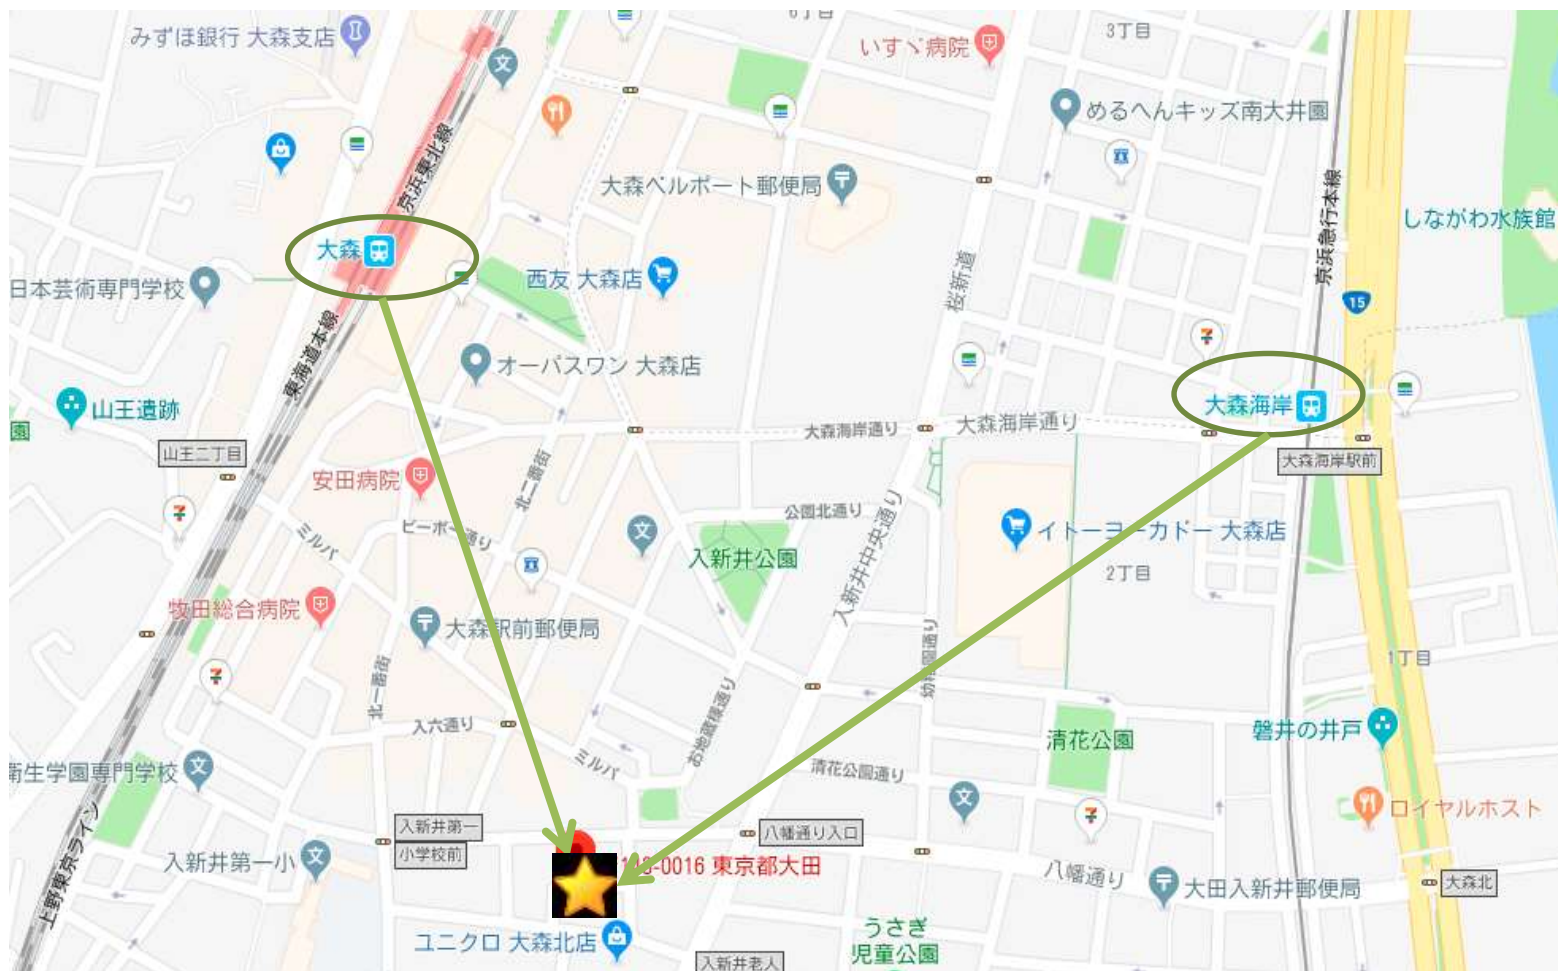 みずほ銀行 大森支店
6丁目
いすゞ病院
3丁目
めるへんキッズ南大井園
京浜東北線
大森ベルポート郵便局
京浜急行本線
しながわ水族館
大森
日本芸術専門学校
西友 大森店
桜新道
15
東海道本線
オーパスワン 大森店
山王遺跡
園
大森海岸
大森海岸通り
大森海岸通り
山王二丁目
大森海岸駅前
安田病院
北二番街
公園北通り
ミルパ
ビーポー通り
入新井公園
入新井中央通り
イトーヨーカドー 大森店
2丁目
牧田総合病院
大森駅前郵便局
幼稚園通り
1丁目
北一番街
お地蔵様通り
入六通り
清花公園
磐井の井戸
衛生学園専門学校
ミルパ
清花公園通り
ロイヤルホスト
入新井第一
小学校前
八幡通り入口
上野東京ライン
入新井第一小
-0016 東京都大田
八幡通り
大田入新井郵便局
大森北
ユニクロ 大森北店
うさぎ
児童公園
入新井老人